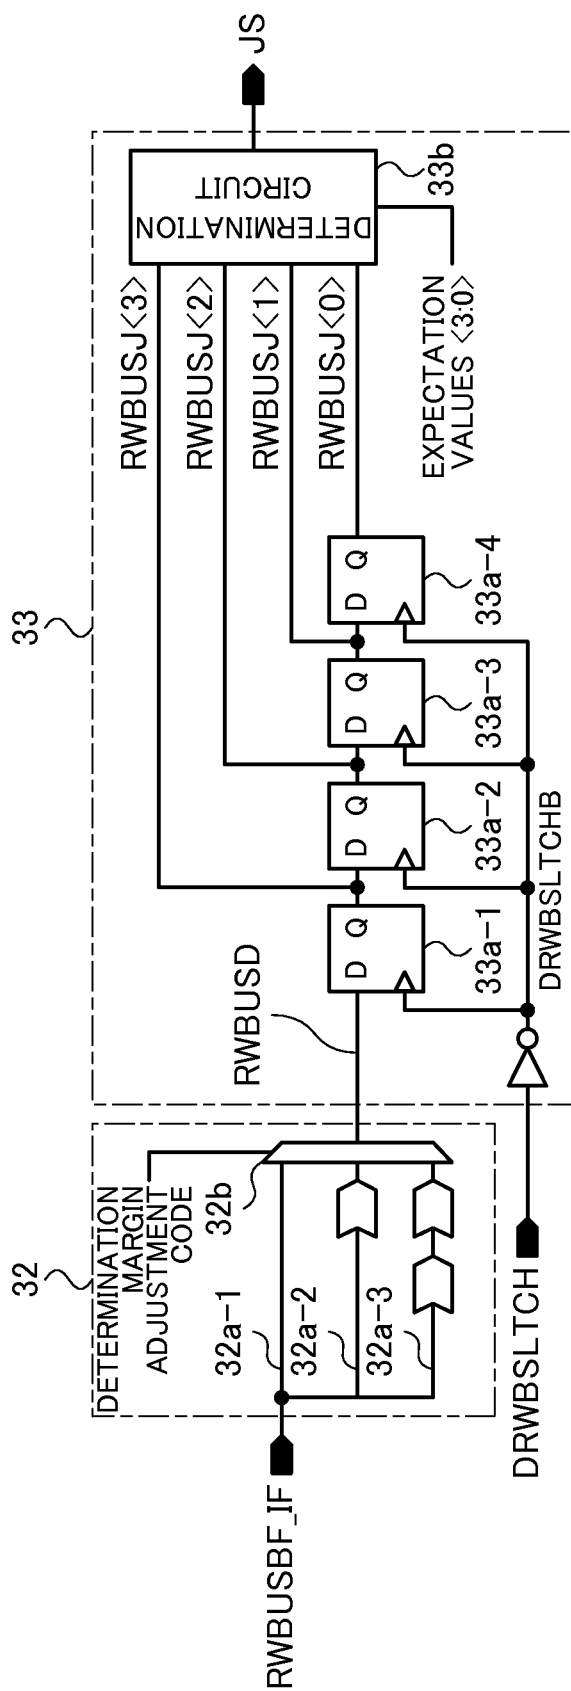 33
32
DETERMINATION
MARGIN
ADJUSTMENT
CODE
32b
32a-1
32a-2
32a-3
RWBUSBF_IF
DRWBSLTCH
RWBUSD
D Q
D Q
D Q
D Q
33a-1
33a-2
33a-3
33a-4
DRWBSLTCHB
RWBUSJ<3>
RWBUSJ<2>
RWBUSJ<1>
RWBUSJ<0>
DETERMINATION
CIRCUIT
33b
EXPECTATION
VALUES <3:0>
JS